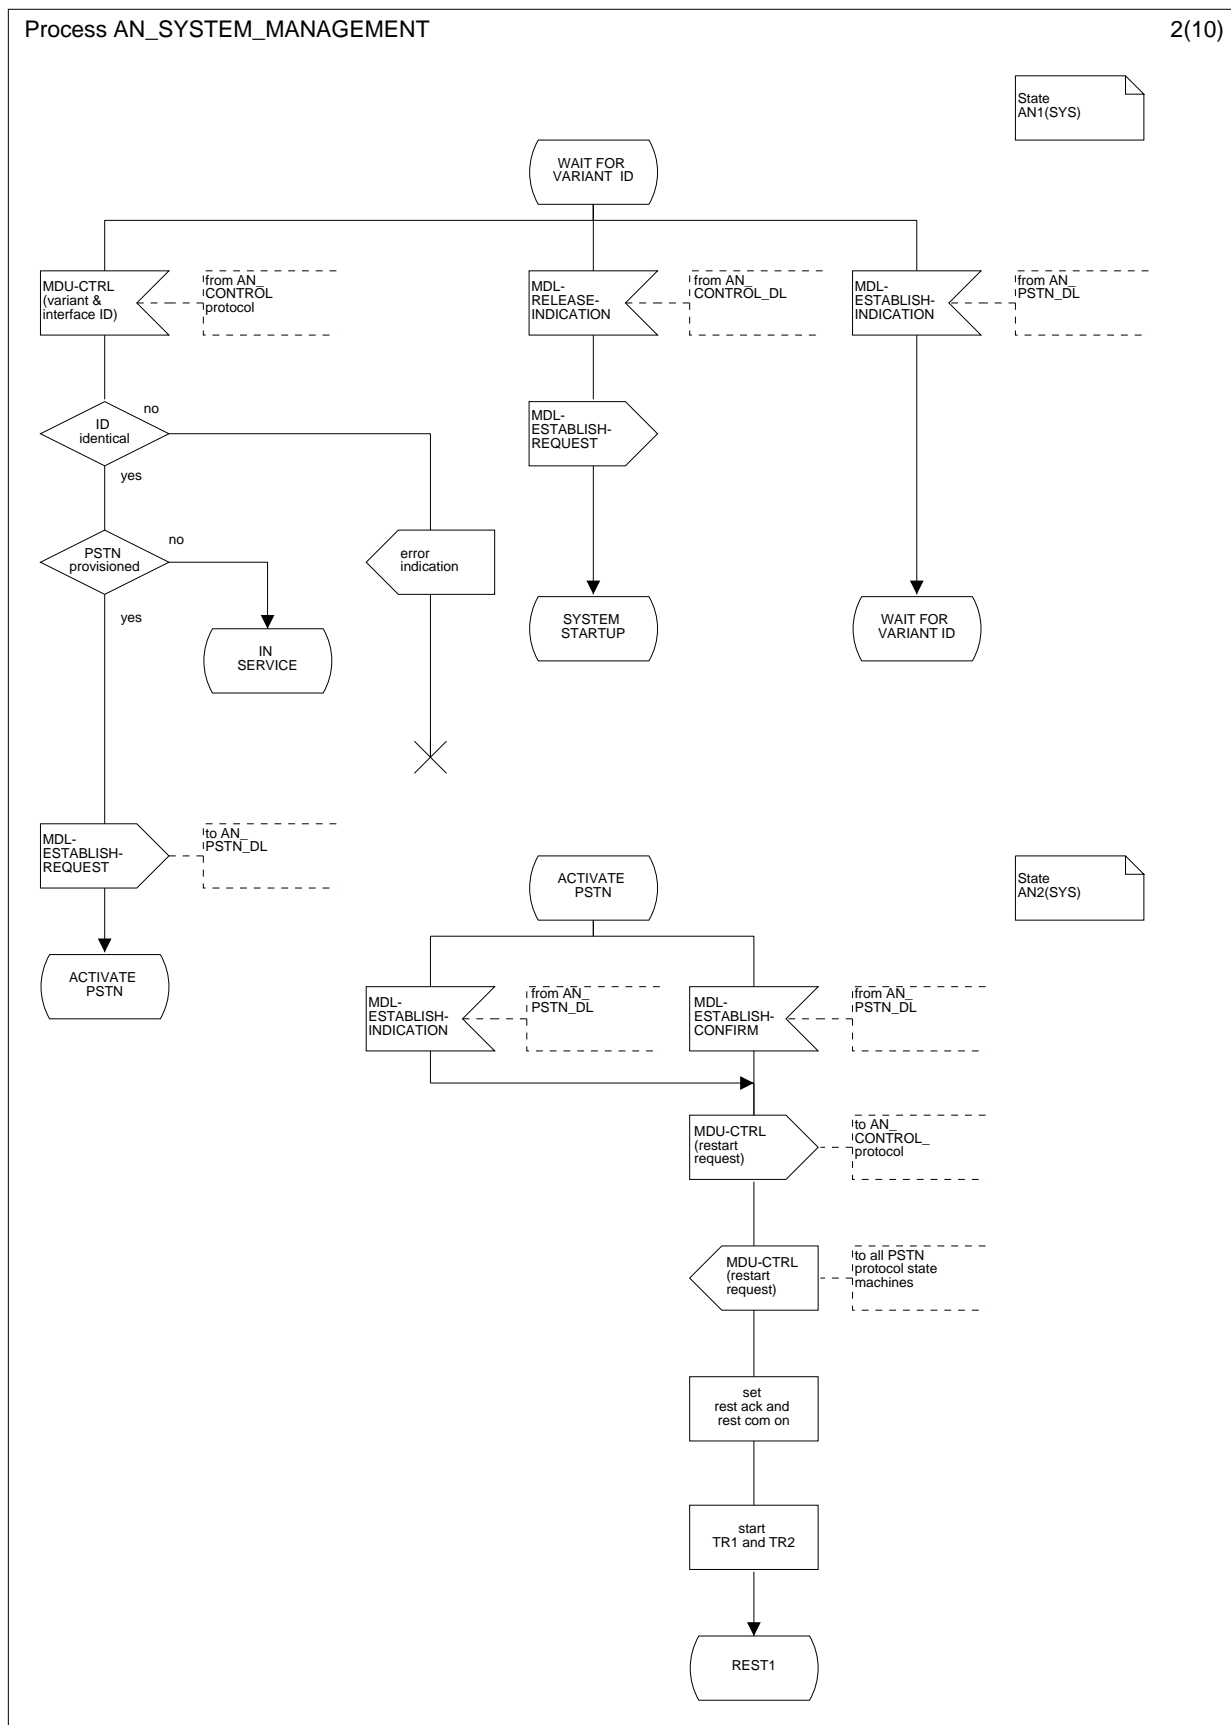 Process AN_SYSTEM_MANAGEMENT
2(10)
State
AN1(SYS)
WAIT FOR
VARIANT ID
MDU-CTRL
(variant &
interface ID)
from AN_
CONTROL
protocol
MDL-
RELEASE-
INDICATION
from AN_
CONTROL_DL
MDL-
ESTABLISH-
INDICATION
from AN_
PSTN_DL
ID
identical
no
yes
MDL-
ESTABLISH-
REQUEST
PSTN
provisioned
no
yes
error
indication
IN
SERVICE
SYSTEM
STARTUP
WAIT FOR
VARIANT ID
MDL-
ESTABLISH-
REQUEST
to AN_
PSTN_DL
ACTIVATE
PSTN
ACTIVATE
PSTN
State
AN2(SYS)
MDL-
ESTABLISH-
INDICATION
from AN_
PSTN_DL
MDL-
ESTABLISH-
CONFIRM
from AN_
PSTN_DL
MDU-CTRL
(restart
request)
to AN_
CONTROL_
protocol
MDU-CTRL
(restart
request)
to all PSTN
protocol state
machines
set
rest ack and
rest com on
start
TR1 and TR2
REST1